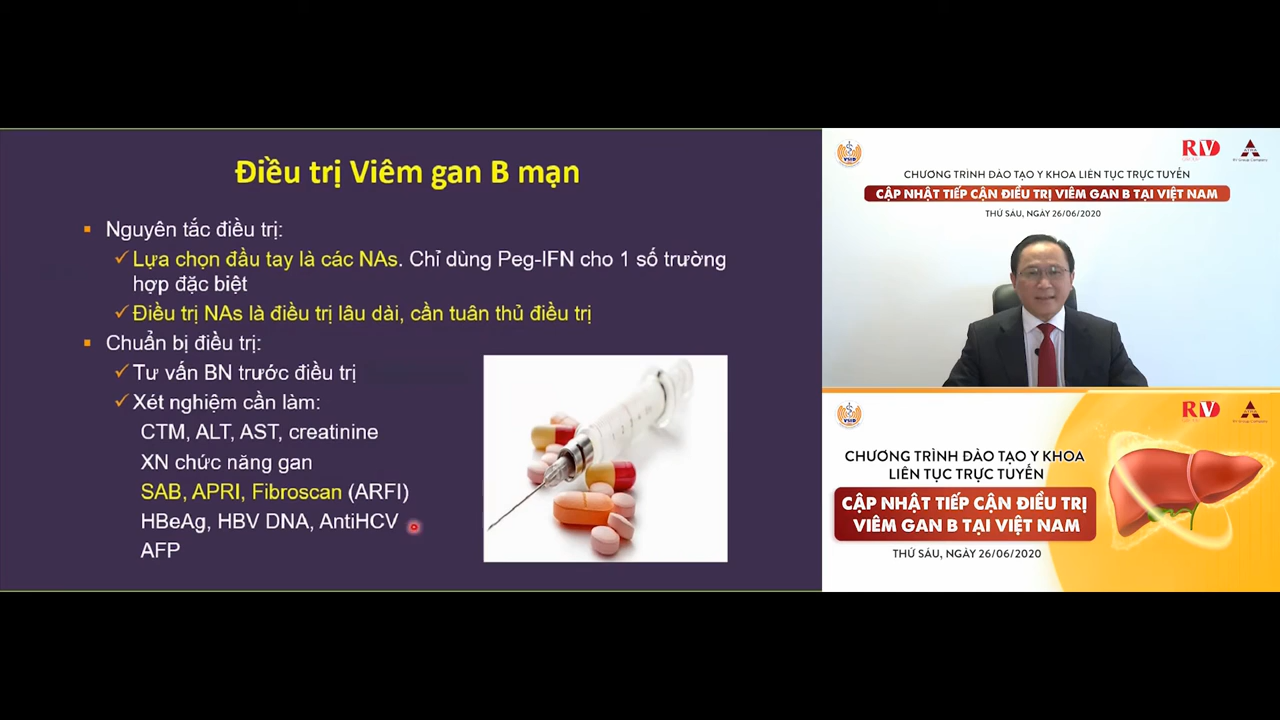 Điều trị Viêm gan B mạn
Nguyên tắc điều trị:
Lựa chọn đầu tay là các NAs. Chỉ dùng Peg-IFN cho 1 số trường
hợp đặc biệt
Điều trị NAs là điều trị lâu dài, cần tuân thủ điều trị
Chuẩn bị điều trị:
Tư vấn BN trước điều trị
Xét nghiệm cần làm:
CTM, ALT, AST, creatinine
XN chức năng gan
SAB, APRI, Fibroscan (ARFI)
HBeAg, HBV DNA, AntiHCV
AFP
VSID
RV
CHƯƠNG TRÌNH ĐÀO TẠO Y KHOA LIÊN TỤC TRỰC TUYẾN
CẬP NHẬT TIẾP CẬN ĐIỀU TRỊ VIÊM GAN B TẠI VIỆT NAM
THỨ SÁU, NGÀY 26/06/2020
VSID
RV
CHƯƠNG TRÌNH ĐÀO TẠO Y KHOA
LIÊN TỤC TRỰC TUYẾN
CẬP NHẬT TIẾP CẬN ĐIỀU TRỊ
VIÊM GAN B TẠI VIỆT NAM
THỨ SÁU, NGÀY 26/06/2020